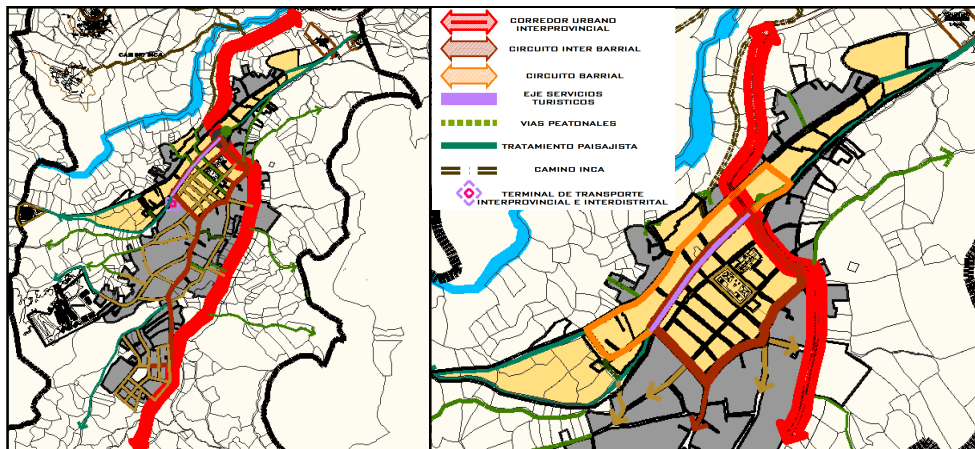 CORREDOR URBANO
INTERPROVINCIAL
CIRCUITO INTER BARRIAL
CIRCUITO BARRIAL
EJE SERVICIOS
TURISTICOS
VIAS PEATONALES
TRATAMIENTO PAISAJISTA
CAMINO INCA
TERMINAL DE TRANSPORTE
INTERPROVINCIAL E INTERDISTRITAL